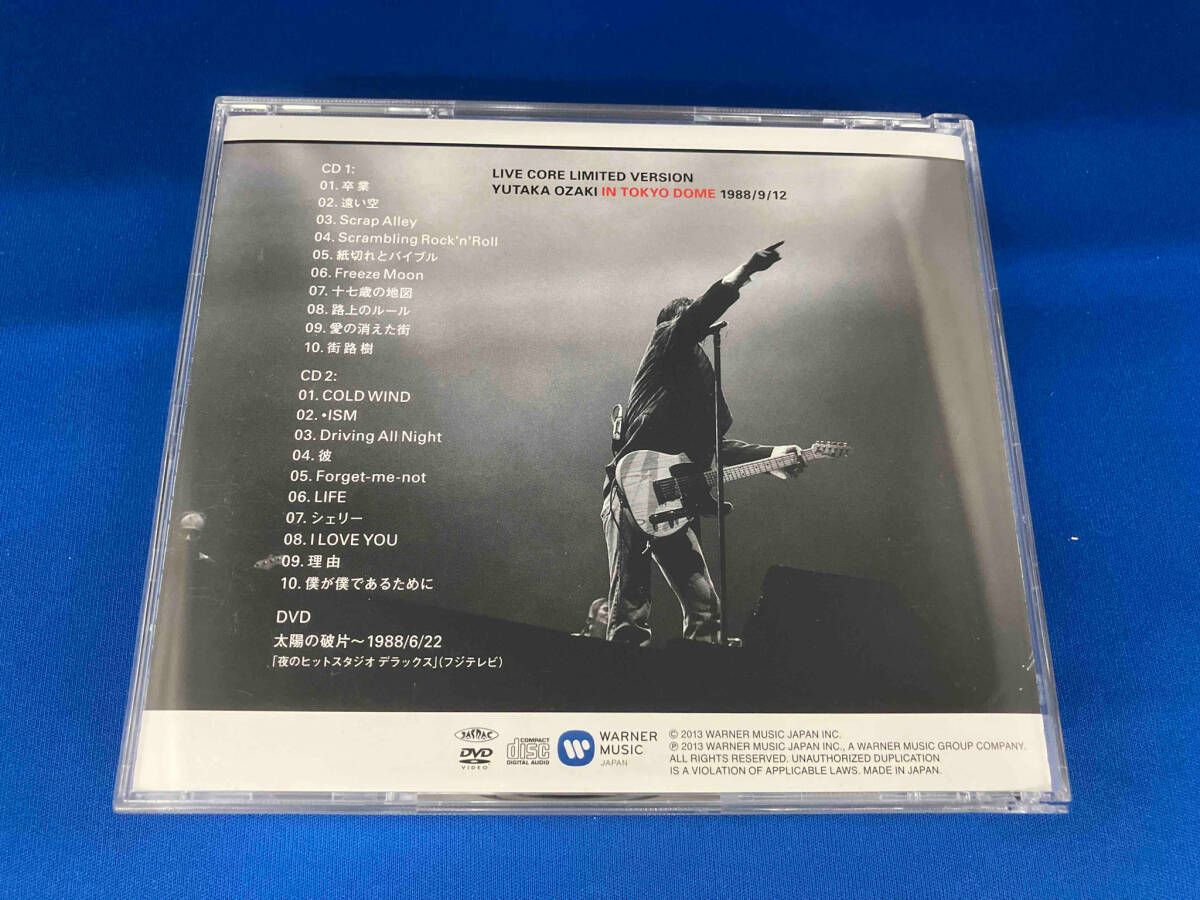 LIVE CORE LIMITED VERSION
YUTAKA OZAKI IN TOKYO DOME 1988/9/12
CD 1:
01. 卒業
02. 遠い空
03. Scrap Alley
04. Scrambling Rock'n'Roll
05. 紙切れとバイブル
06. Freeze Moon
07. 十七歳の地図
08. 路上のルール
09. 愛の消えた街
10. 街路樹
CD 2:
01. COLD WIND
02. •ISM
03. Driving All Night
04. 彼
05. Forget-me-not
06. LIFE
07. シェリー
08. I LOVE YOU
09. 理由
10. 僕が僕であるために
DVD
太陽の破片〜1988/6/22
「夜のヒットスタジオ デラックス」(フジテレビ)
JASRAC
DVD
VIDEO
COMPACT
disc
DIGITAL AUDIO
WARNER
MUSIC
JAPAN
© 2013 WARNER MUSIC JAPAN INC.
℗ 2013 WARNER MUSIC JAPAN INC., A WARNER MUSIC GROUP COMPANY.
ALL RIGHTS RESERVED. UNAUTHORIZED DUPLICATION
IS A VIOLATION OF APPLICABLE LAWS. MADE IN JAPAN.